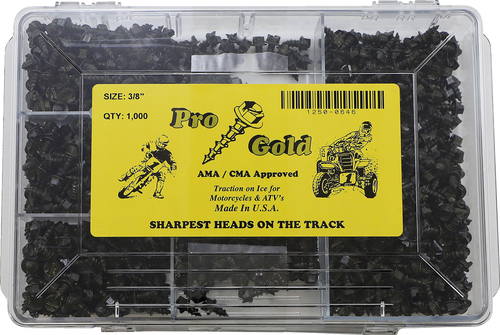 SIZE: 3/8"
QTY: 1,000
Pro
Gold
1250-0646
AMA / CMA Approved
Traction on Ice for
Motorcycles & ATV's
Made In U.S.A.
SHARPEST HEADS ON THE TRACK